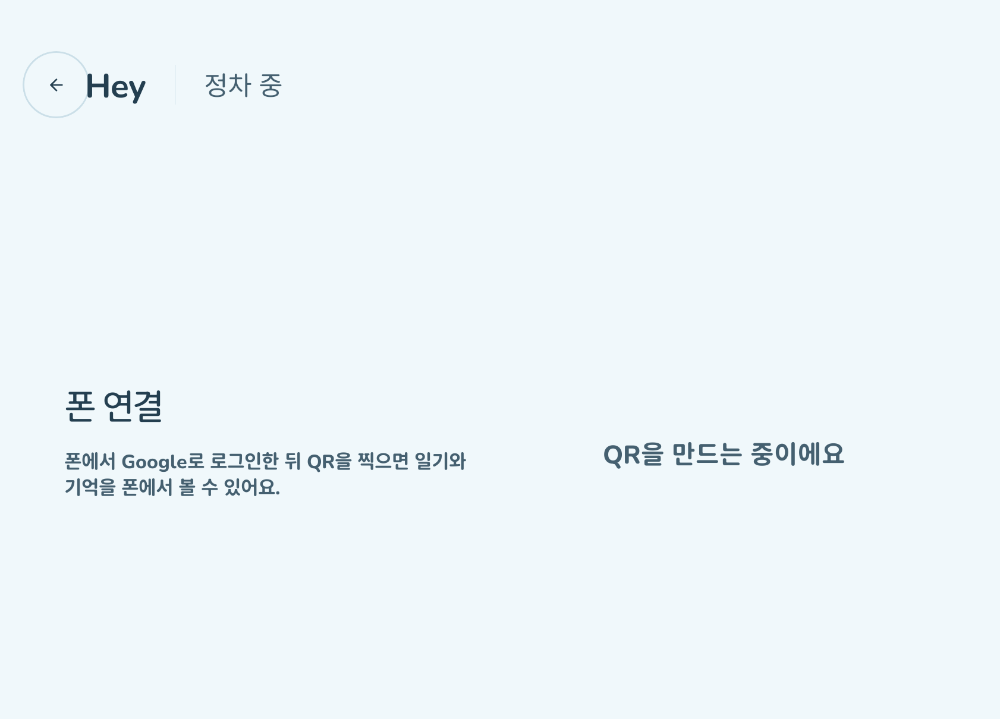 Hey
정차 중
폰 연결
폰에서 Google로 로그인한 뒤 QR을 찍으면 일기와
기억을 폰에서 볼 수 있어요.
QR을 만드는 중이에요